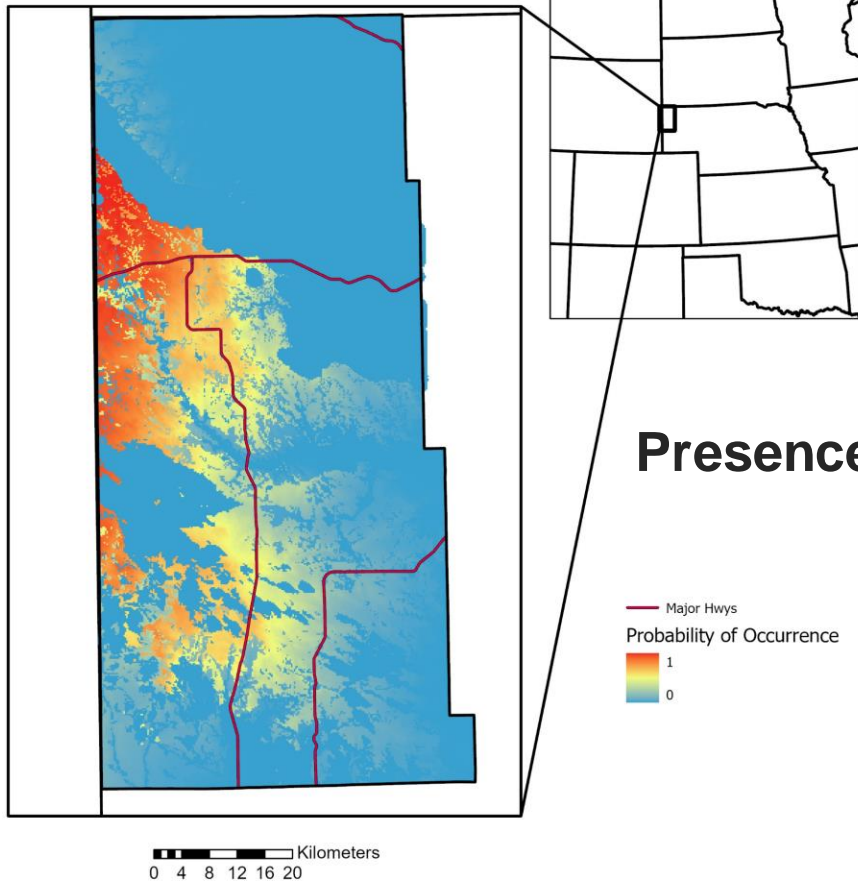 Presence
Major Hwys
Probability of Occurrence
1
0
Kilometers
0 4 8 12 16 20